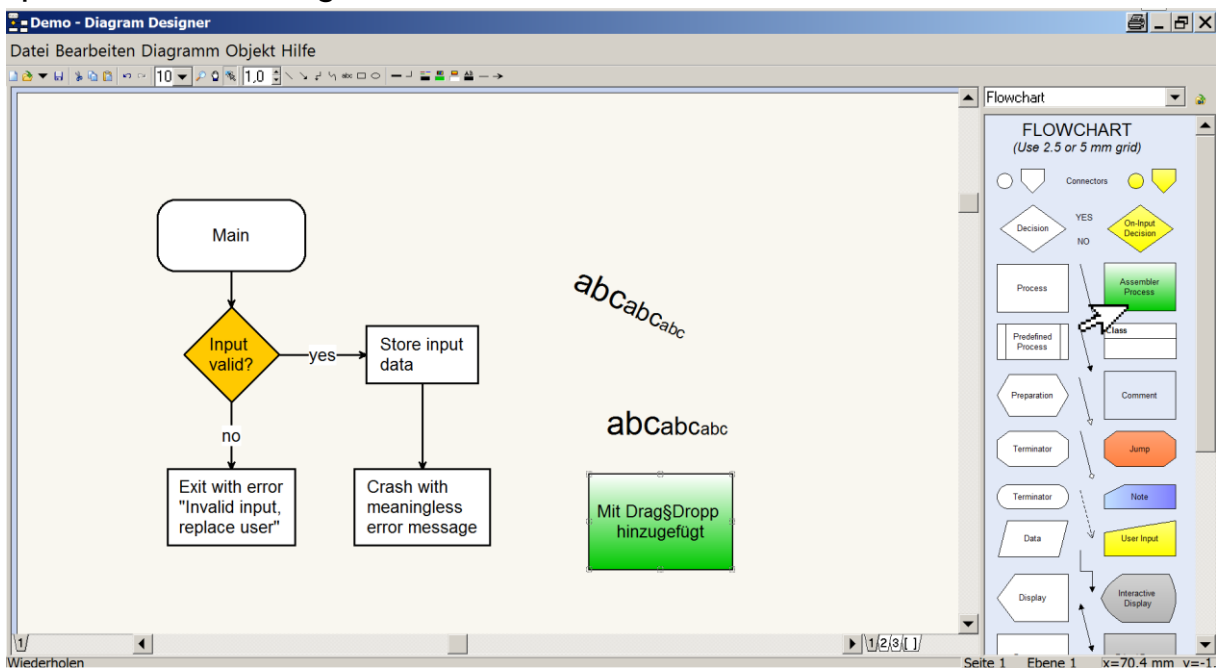 Demo - Diagram Designer
Datei Bearbeiten Diagramm Objekt Hilfe
10
1,0
abc
Flowchart
FLOWCHART
(Use 2.5 or 5 mm grid)
Connectors
Decision
YES
NO
On-Input
Decision
Process
Assembler
Process
Predefined
Process
Class
Preparation
Comment
Terminator
Jump
Terminator
Note
Data
User Input
Display
Interactive
Display
Main
Input
valid?
yes
Store input
data
no
Exit with error
"Invalid input,
replace user"
Crash with
meaningless
error message
abcabcabc
abcabcabc
Mit Drag§Dropp
hinzugefügt
\1/
\1/2/3/[ ]/
Wiederholen
Seite 1 Ebene 1 x=70.4 mm